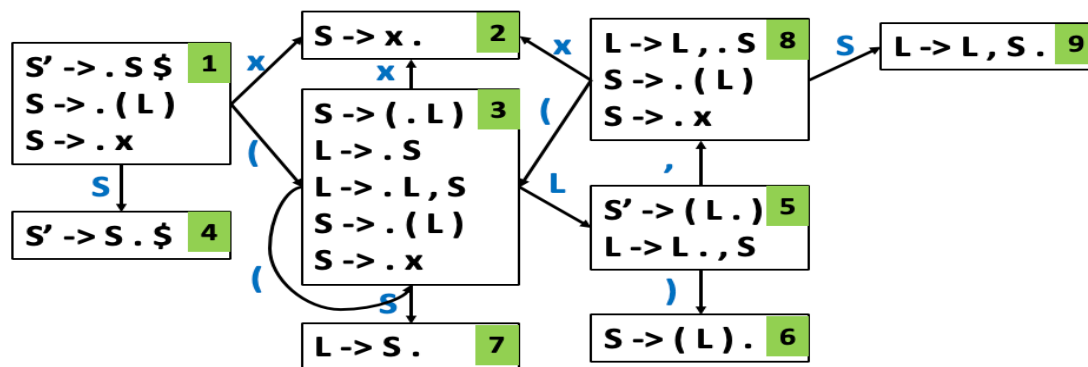 S' -> . S $ 1
S -> . ( L )
S -> . x
S
S' -> S . $ 4
x
(
S -> x . 2
x
S -> ( . L ) 3
L -> . S
L -> . L , S
S -> . ( L )
S -> . x
(
S
L -> S . 7
x
(
L
L -> L , . S 8
S -> . ( L )
S -> . x
,
S' -> ( L . ) 5
L -> L . , S
)
S -> ( L ) . 6
S
L -> L , S . 9